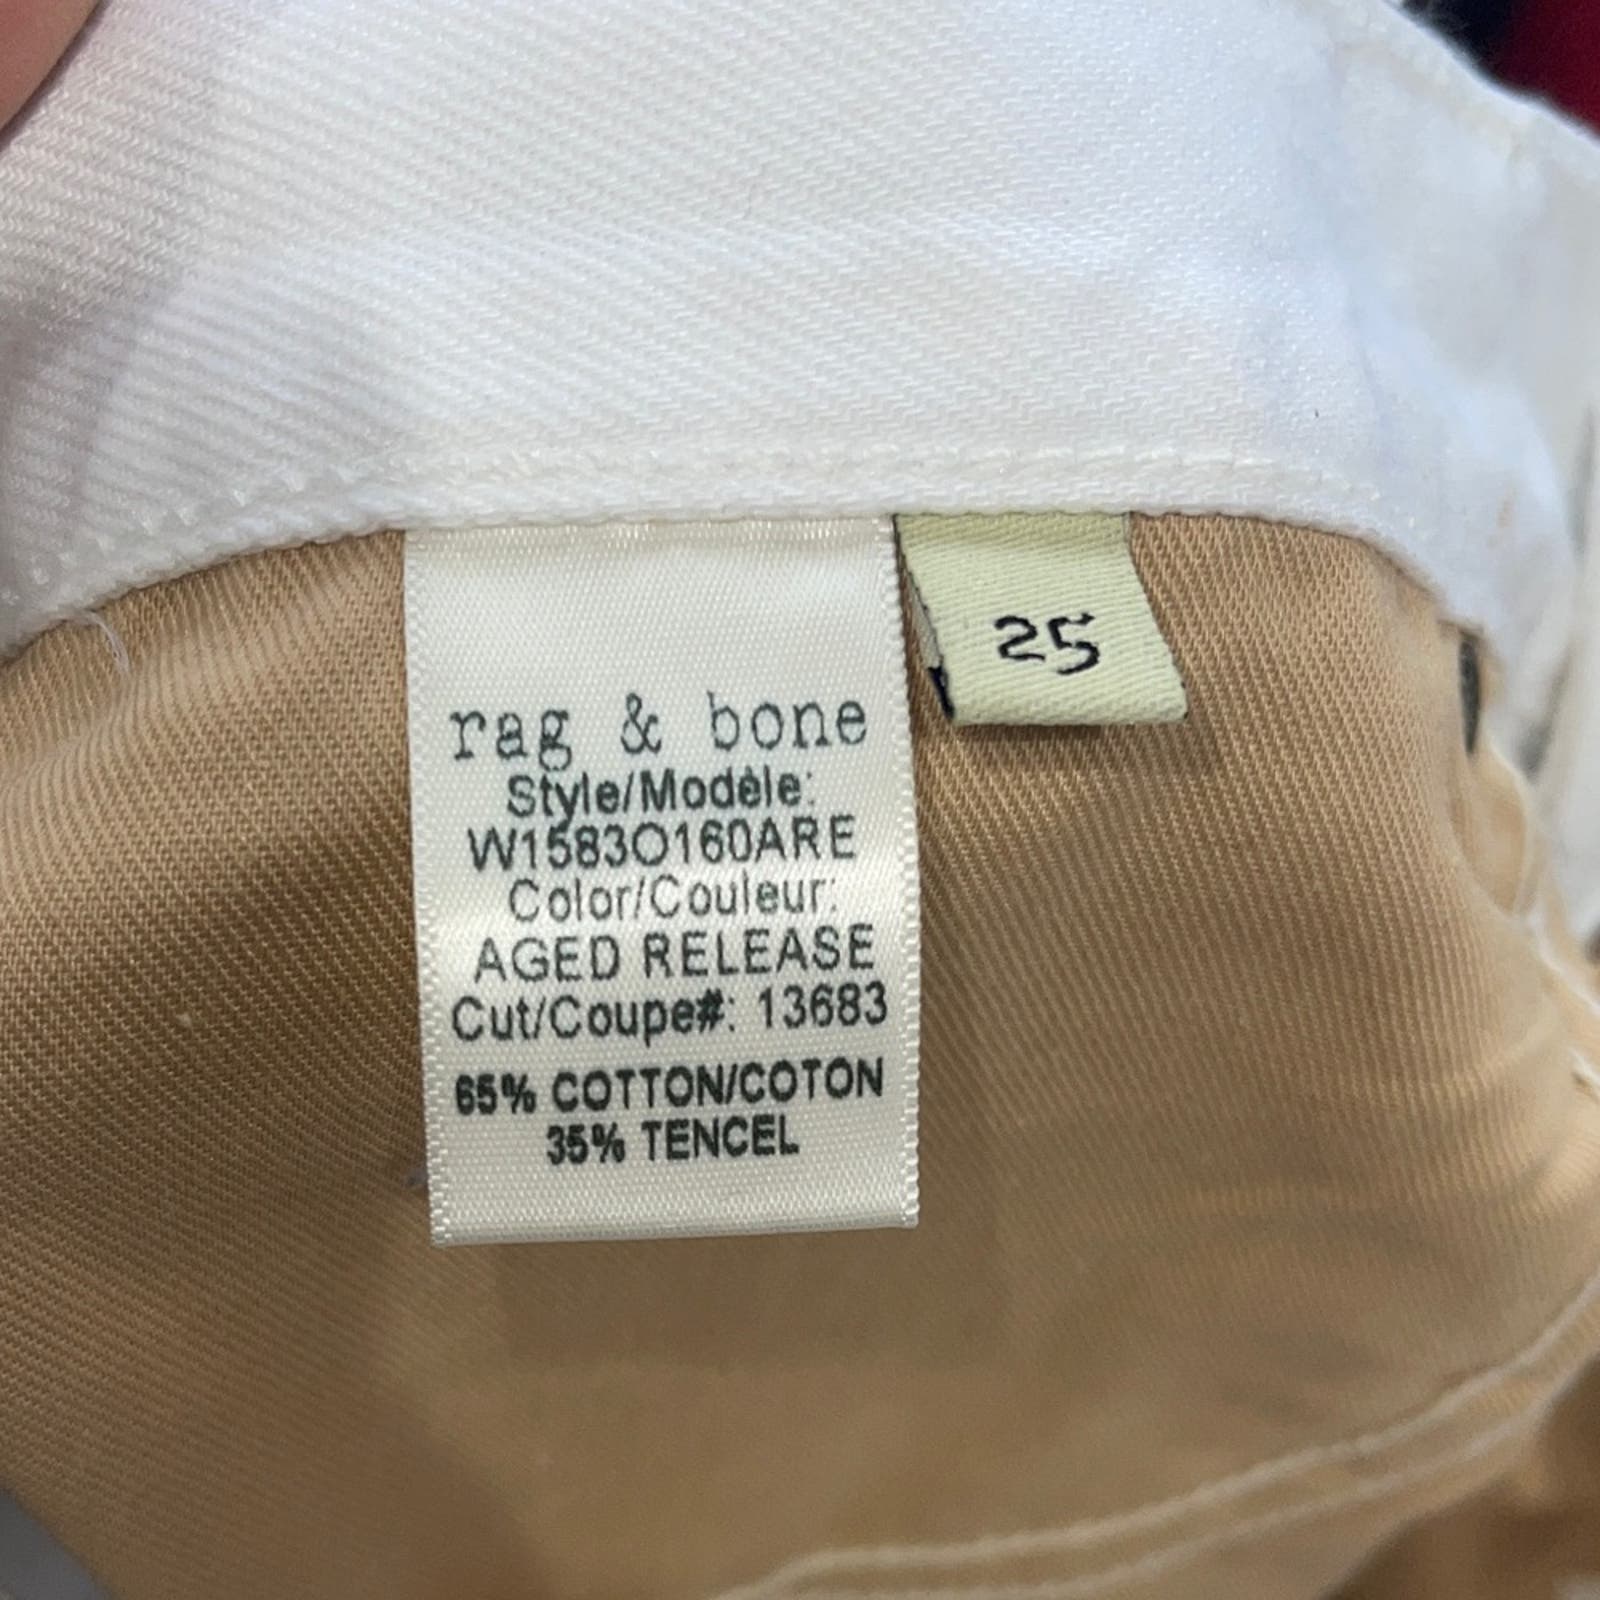 rag & bone
Style/Modèle:
W1583O160ARE
Color/Couleur:
AGED RELEASE
Cut/Coupe#: 13683
65% COTTON/COTON
35% TENCEL
25